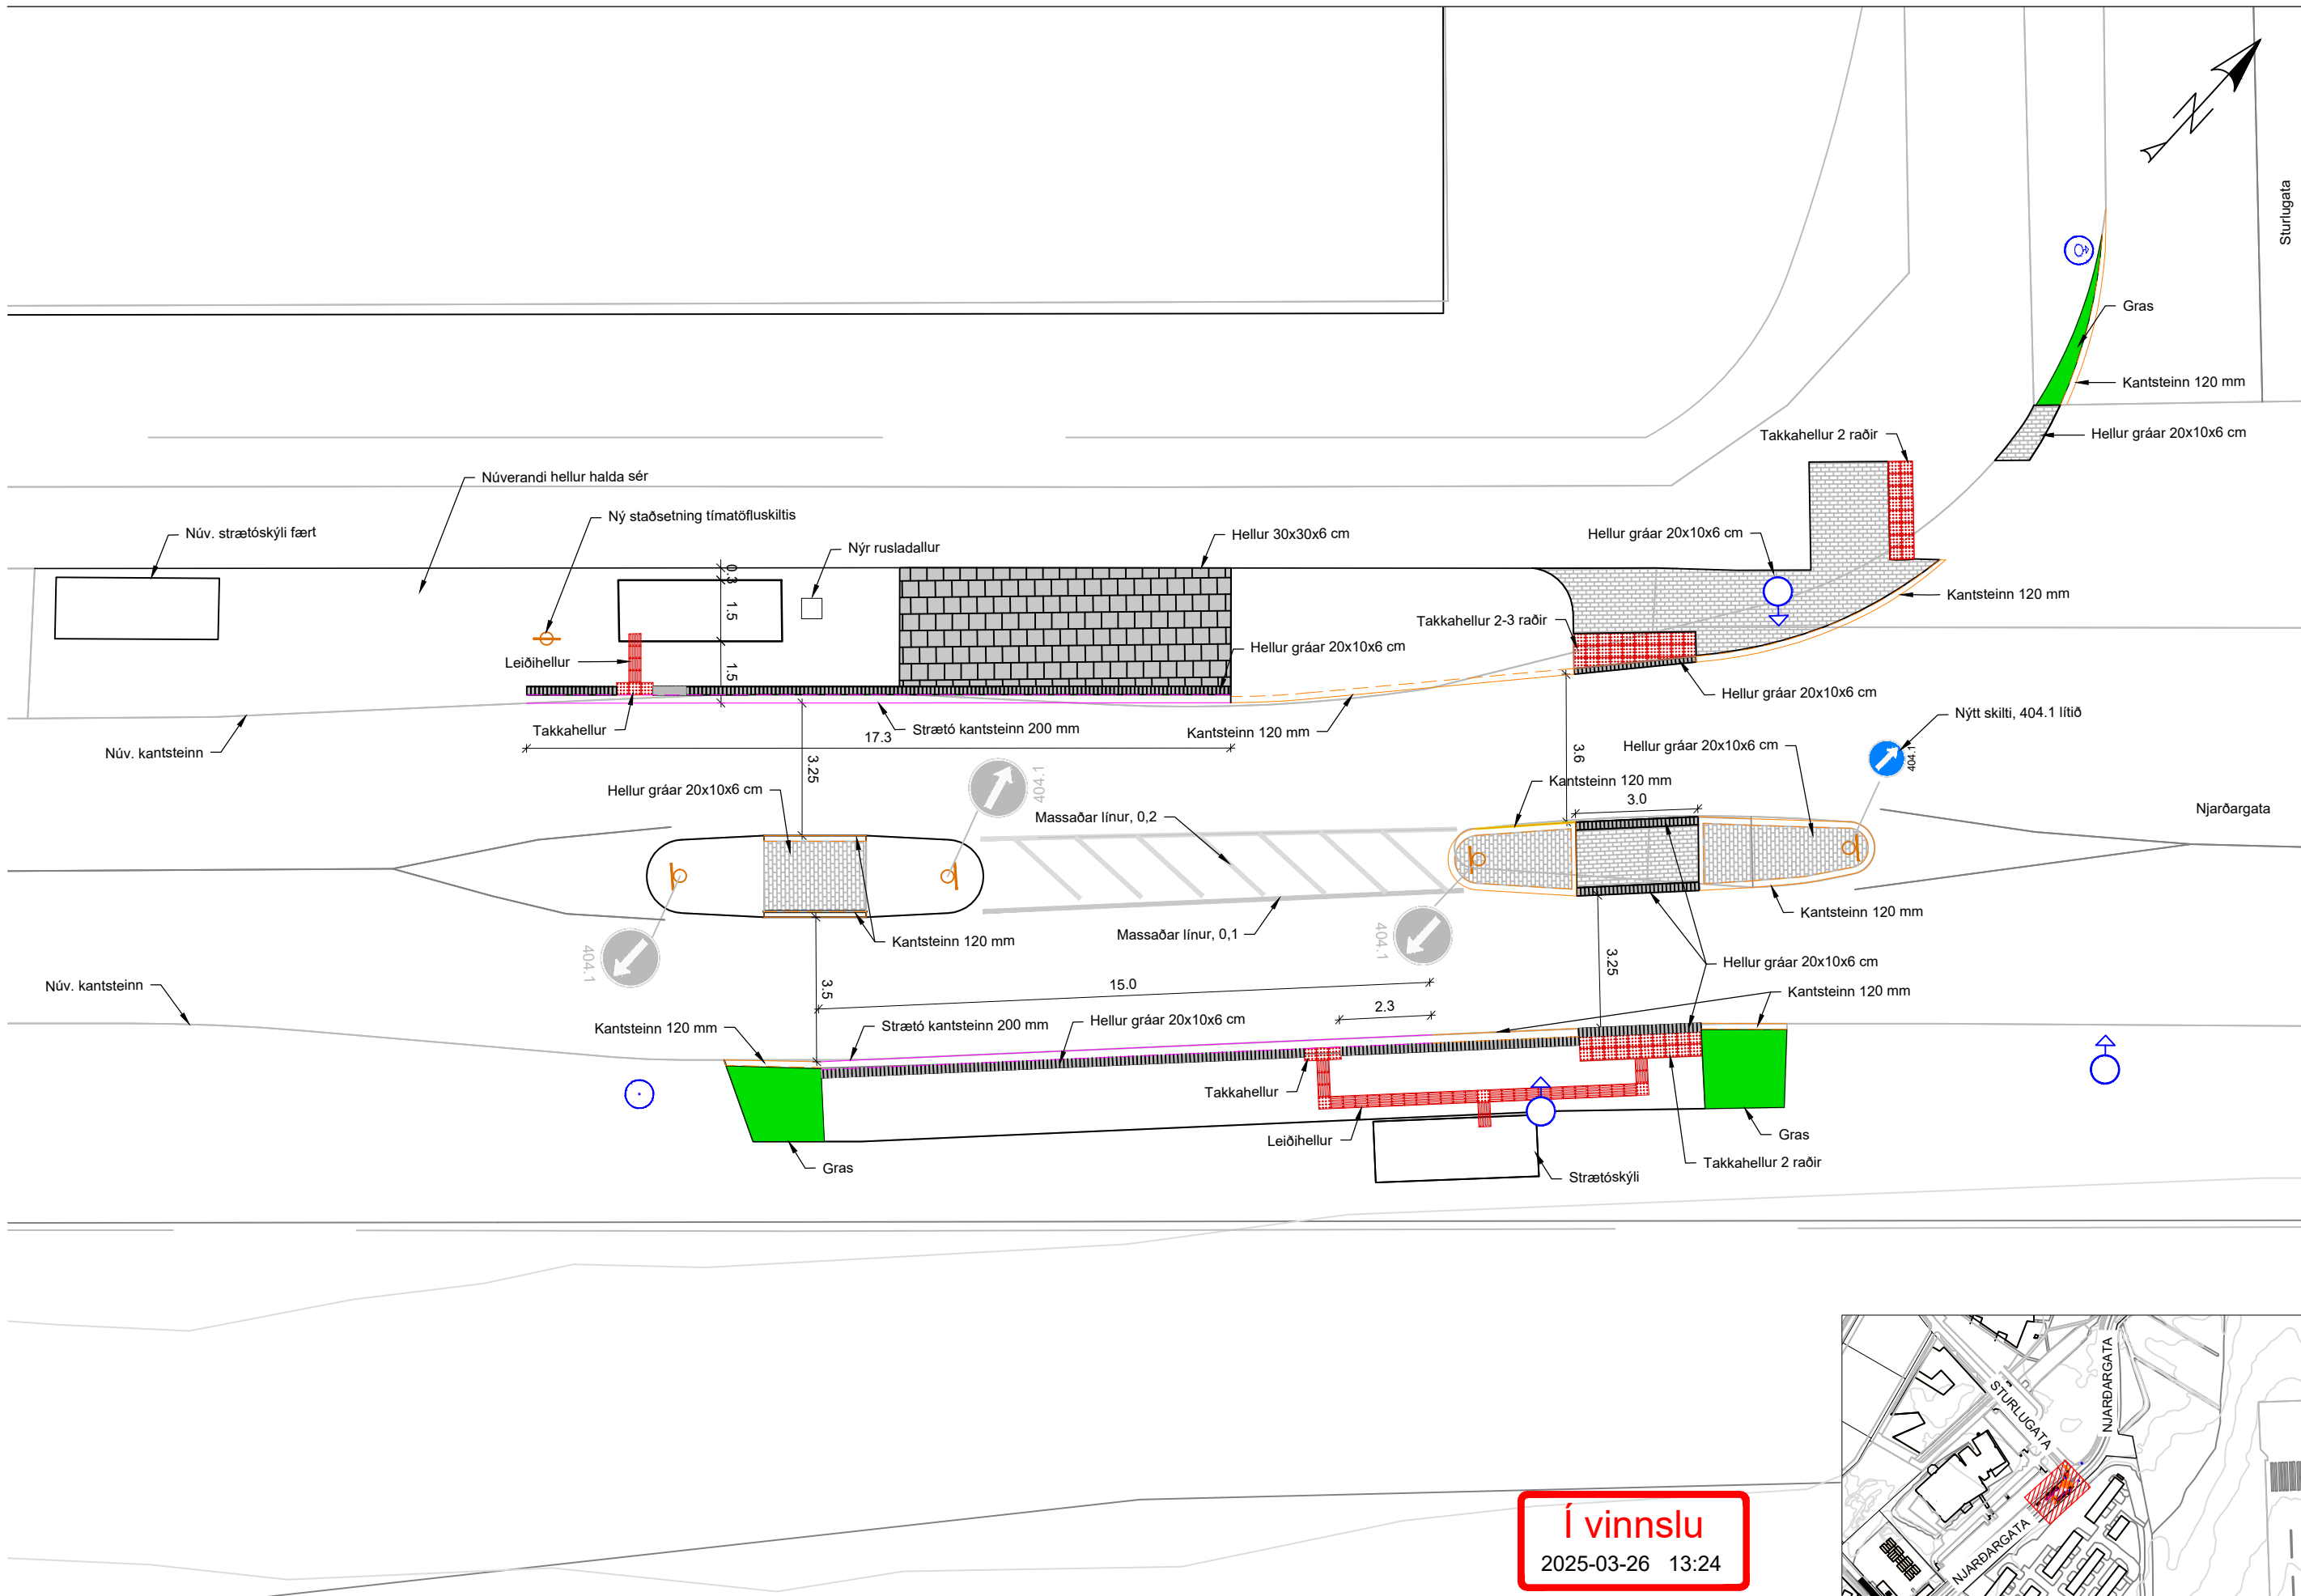 Sturlugata
Gras
Kantsteinn 120 mm
Takkahellur 2 raðir
Hellur gráar 20x10x6 cm
Núverandi hellur halda sér
Ný staðsetning tímatöfluskiltis
Núv. strætóskýli fært
Nýr rusladallur
Hellur 30x30x6 cm
Hellur gráar 20x10x6 cm
0.3
1.5
Kantsteinn 120 mm
Takkahellur 2-3 raðir
Hellur gráar 20x10x6 cm
Leiðihellur
1.5
Hellur gráar 20x10x6 cm
Takkahellur
Strætó kantsteinn 200 mm
Kantsteinn 120 mm
Nýtt skilti, 404.1 lítið
17.3
Núv. kantsteinn
3.25
3.6
Hellur gráar 20x10x6 cm
404.1
404.1
Kantsteinn 120 mm
Hellur gráar 20x10x6 cm
3.0
Massaðar línur, 0,2
Njarðargata
Kantsteinn 120 mm
Massaðar línur, 0,1
Kantsteinn 120 mm
404.1
404.1
3.25
Hellur gráar 20x10x6 cm
Núv. kantsteinn
3.5
15.0
Kantsteinn 120 mm
2.3
Kantsteinn 120 mm
Strætó kantsteinn 200 mm
Hellur gráar 20x10x6 cm
Takkahellur
Leiðihellur
Gras
Gras
Takkahellur 2 raðir
Strætóskýli
STURLUGATA
NJARÐARGATA
NJARÐARGATA
Í vinnslu
2025-03-26 13:24